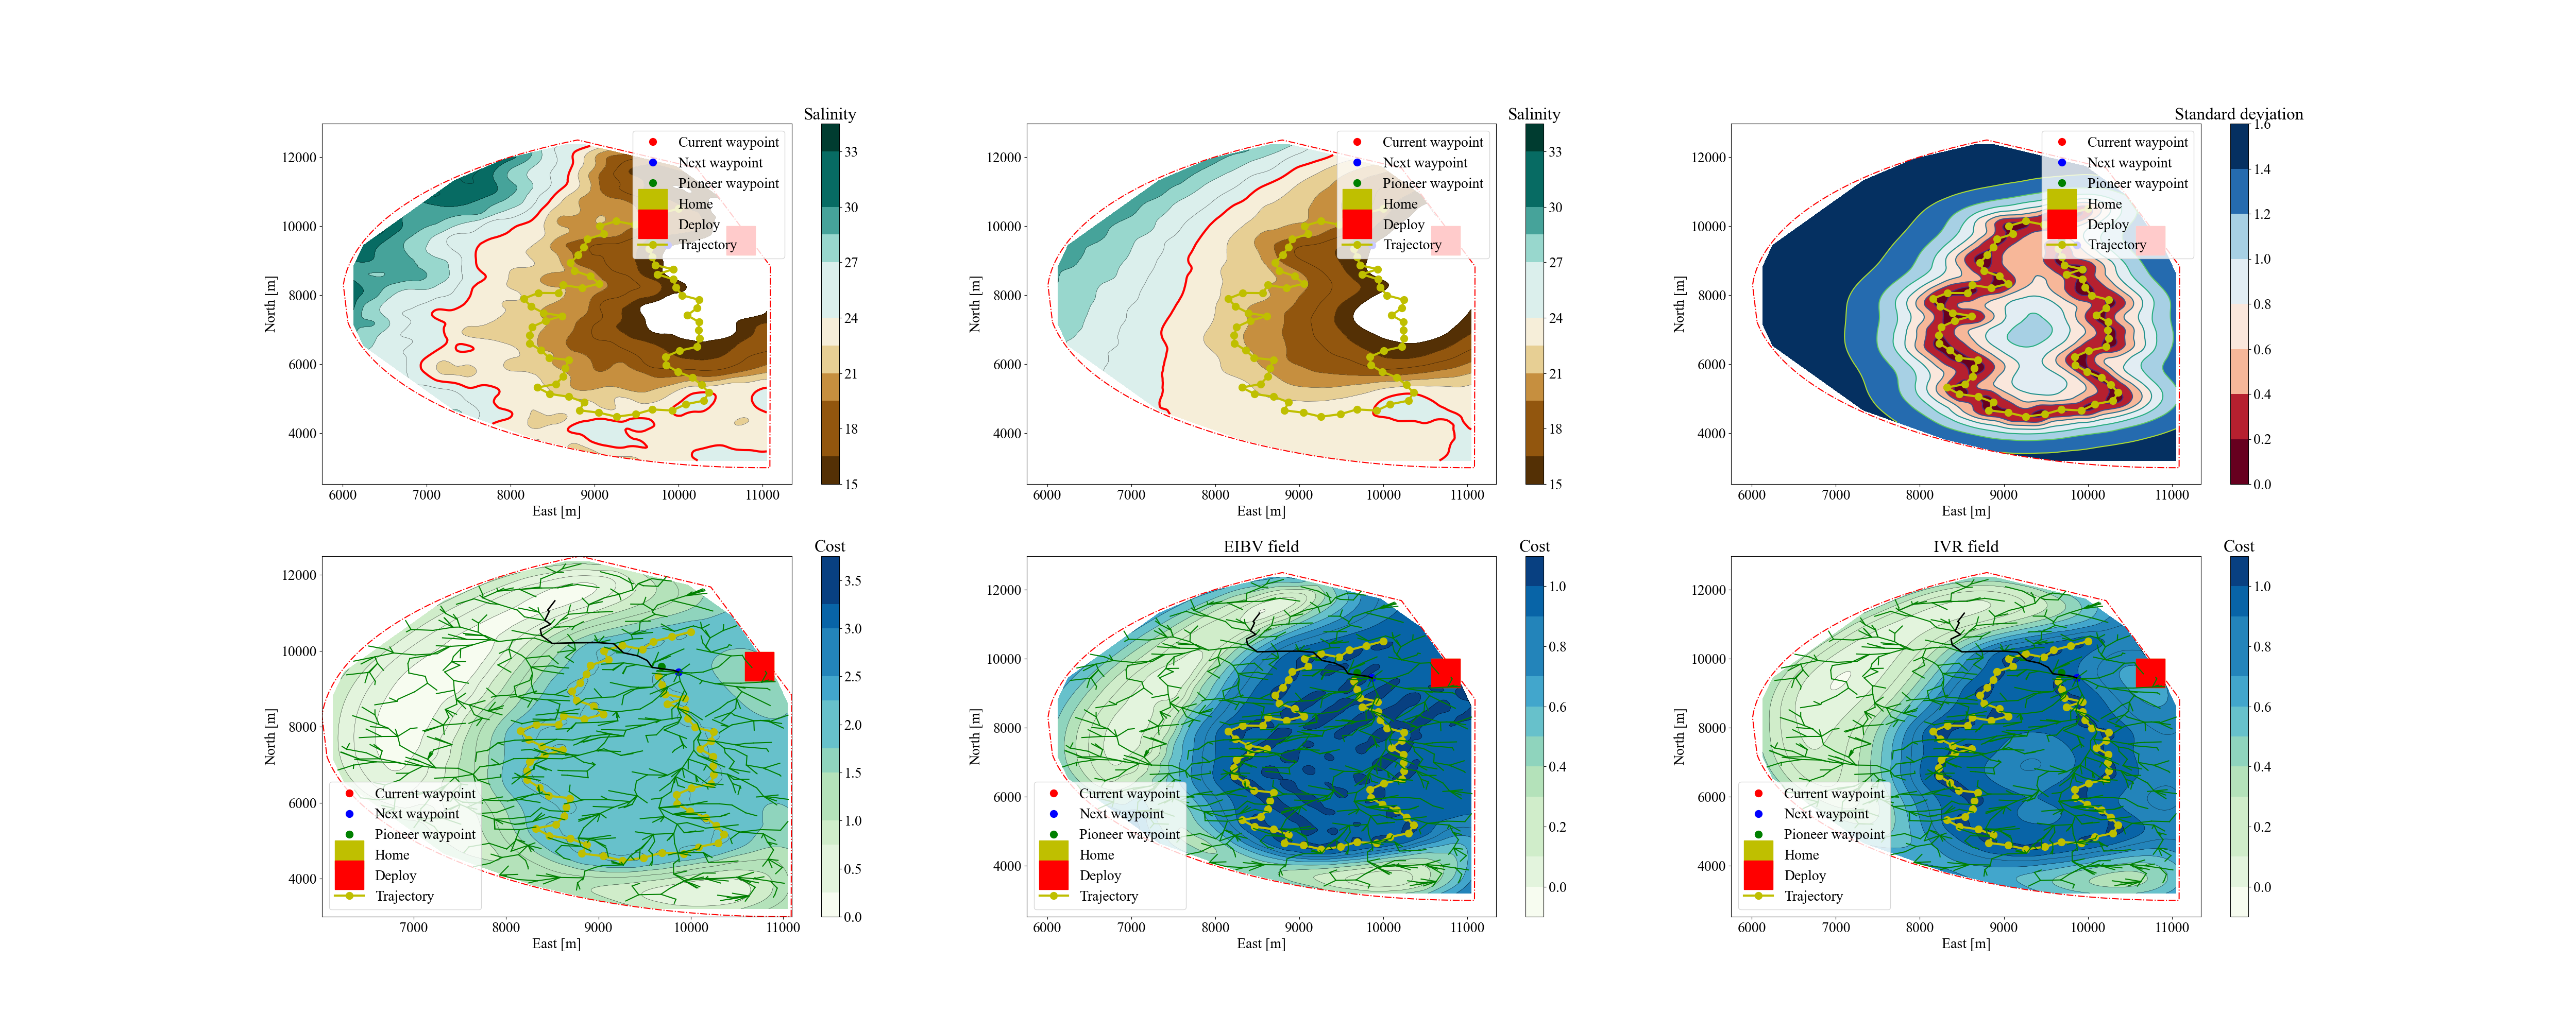 Salinity
Current waypoint
Next waypoint
Pioneer waypoint
Home
Deploy
Trajectory
12000
10000
8000
6000
4000
North [m]
6000 7000 8000 9000 10000 11000
East [m]
33
30
27
24
21
18
15
Salinity
Current waypoint
Next waypoint
Pioneer waypoint
Home
Deploy
Trajectory
12000
10000
8000
6000
4000
North [m]
6000 7000 8000 9000 10000 11000
East [m]
33
30
27
24
21
18
15
Standard deviation
Current waypoint
Next waypoint
Pioneer waypoint
Home
Deploy
Trajectory
12000
10000
8000
6000
4000
North [m]
6000 7000 8000 9000 10000 11000
East [m]
1.6
1.4
1.2
1.0
0.8
0.6
0.4
0.2
0.0
Cost
12000
10000
8000
6000
4000
North [m]
Current waypoint
Next waypoint
Pioneer waypoint
Home
Deploy
Trajectory
7000 8000 9000 10000 11000
East [m]
3.5
3.0
2.5
2.0
1.5
1.0
0.5
0.0
EIBV field
Cost
12000
10000
8000
6000
4000
North [m]
Current waypoint
Next waypoint
Pioneer waypoint
Home
Deploy
Trajectory
6000 7000 8000 9000 10000 11000
East [m]
1.0
0.8
0.6
0.4
0.2
0.0
IVR field
Cost
12000
10000
8000
6000
4000
North [m]
Current waypoint
Next waypoint
Pioneer waypoint
Home
Deploy
Trajectory
6000 7000 8000 9000 10000 11000
East [m]
1.0
0.8
0.6
0.4
0.2
0.0